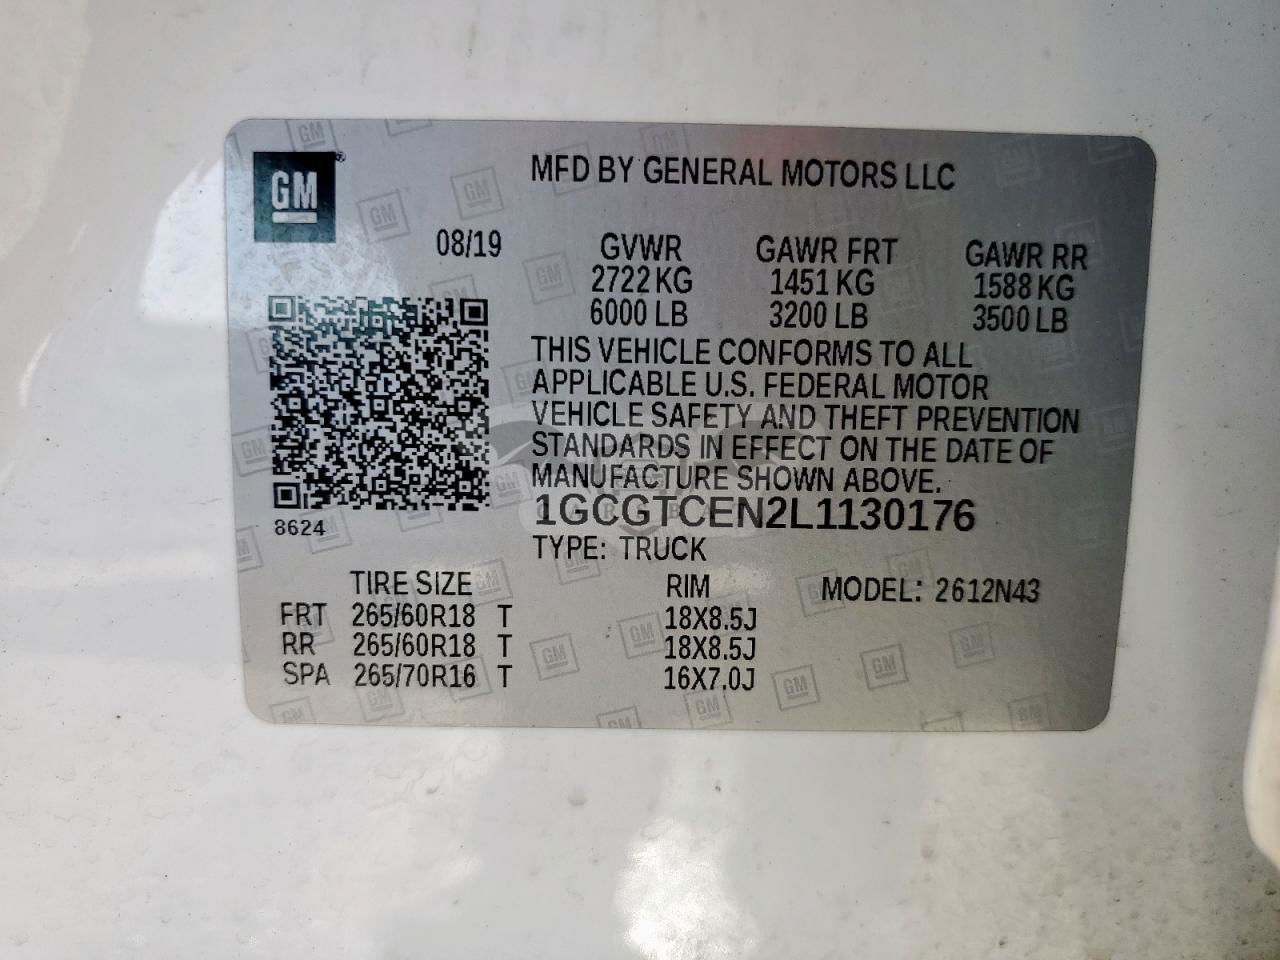 GM
MFD BY GENERAL MOTORS LLC
08/19 GVWR GAWR FRT GAWR RR
2722 KG 1451 KG 1588 KG
6000 LB 3200 LB 3500 LB
THIS VEHICLE CONFORMS TO ALL
APPLICABLE U.S. FEDERAL MOTOR
VEHICLE SAFETY AND THEFT PREVENTION
STANDARDS IN EFFECT ON THE DATE OF
MANUFACTURE SHOWN ABOVE.
8624
1GCGTCEN2L1130176
TYPE: TRUCK
TIRE SIZE RIM MODEL: 2612N43
FRT 265/60R18 T 18X8.5J
RR 265/60R18 T 18X8.5J
SPA 265/70R16 T 16X7.0J